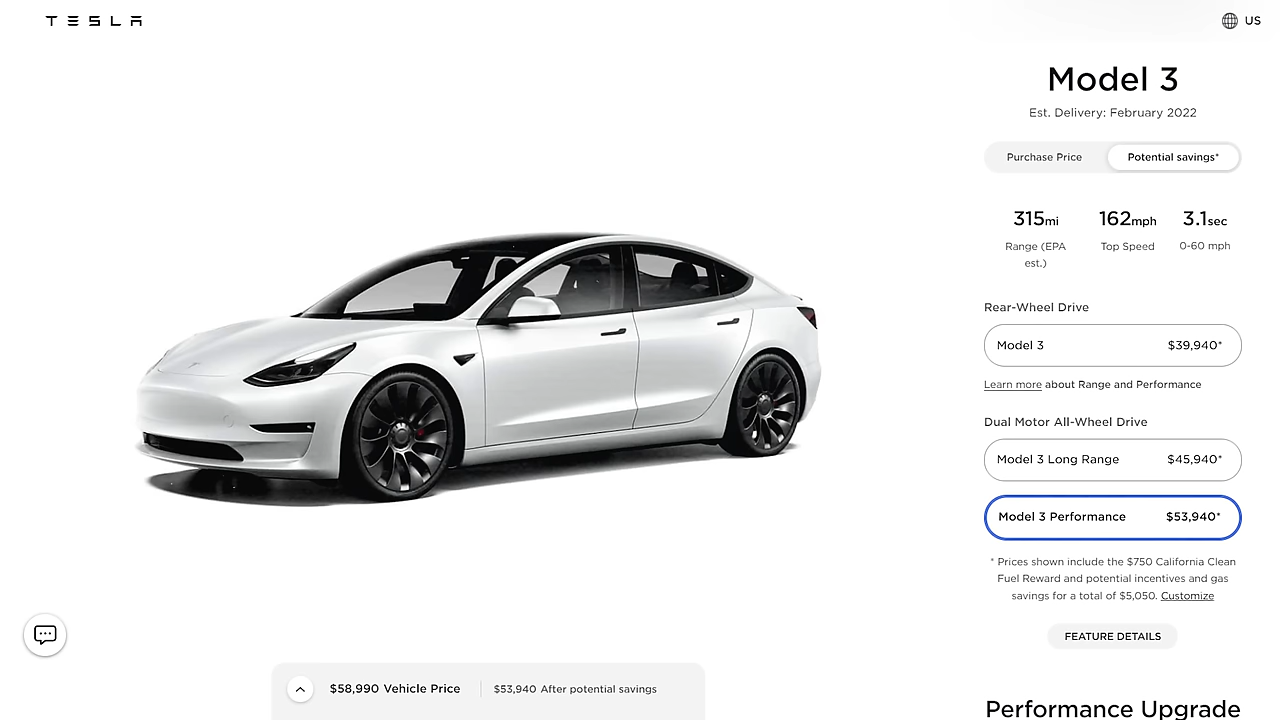 TESLA
US
Model 3
Est. Delivery: February 2022
Purchase Price
Potential savings*
315mi
162mph
3.1sec
Range (EPA
est.)
Top Speed
0-60 mph
Rear-Wheel Drive
Model 3
$39,940*
Learn more about Range and Performance
Dual Motor All-Wheel Drive
Model 3 Long Range
$45,940*
Model 3 Performance
$53,940*
* Prices shown include the $750 California Clean
Fuel Reward and potential incentives and gas
savings for a total of $5,050. Customize
FEATURE DETAILS
$58,990 Vehicle Price
$53,940 After potential savings
Performance Upgrade